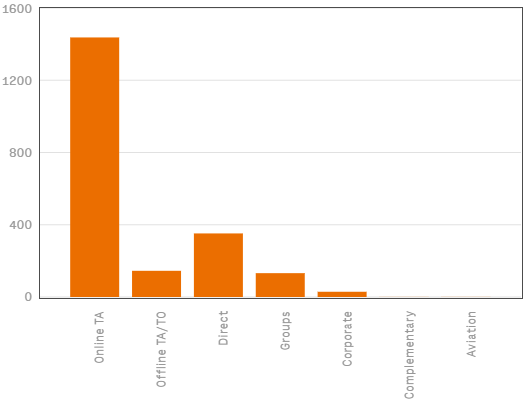 1600
1200
800
400
0
Online TA
Offline TA/TO
Direct
Groups
Corporate
Complementary
Aviation